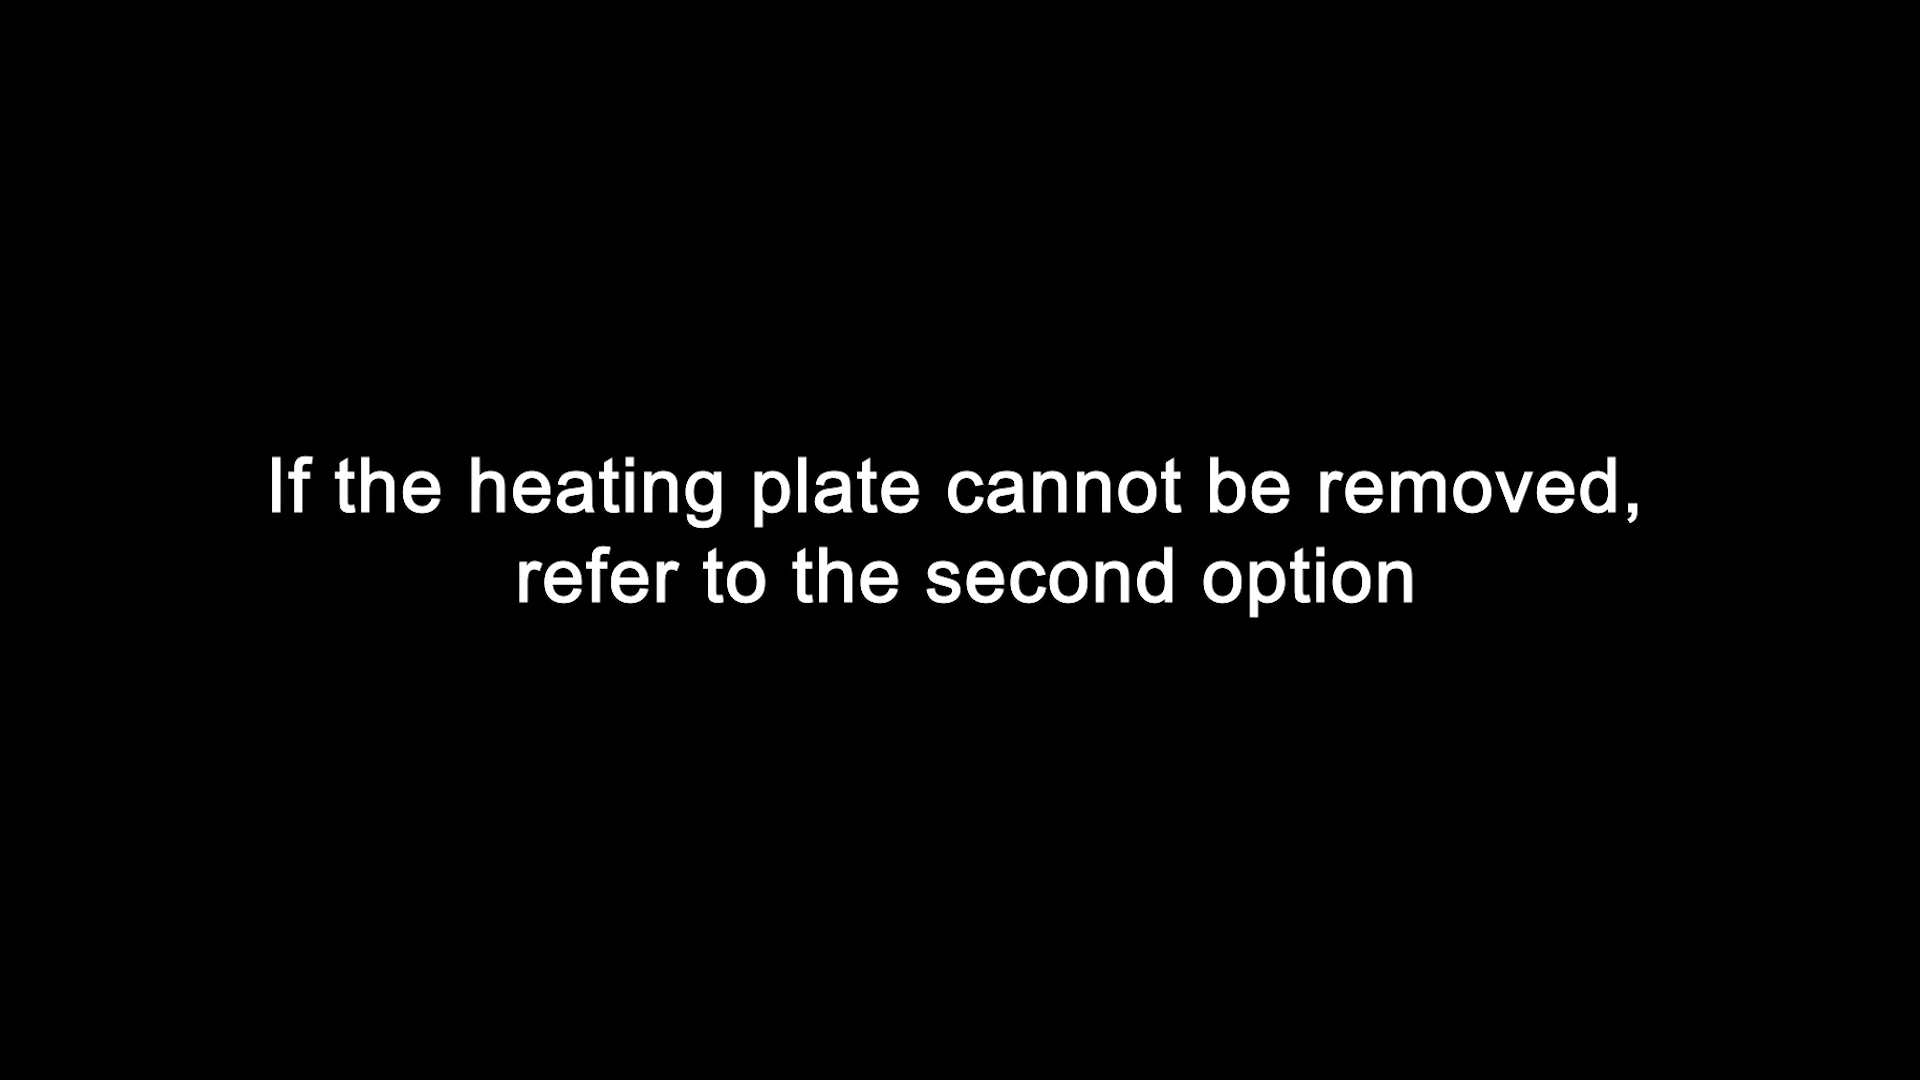 If the heating plate cannot be removed,
refer to the second option